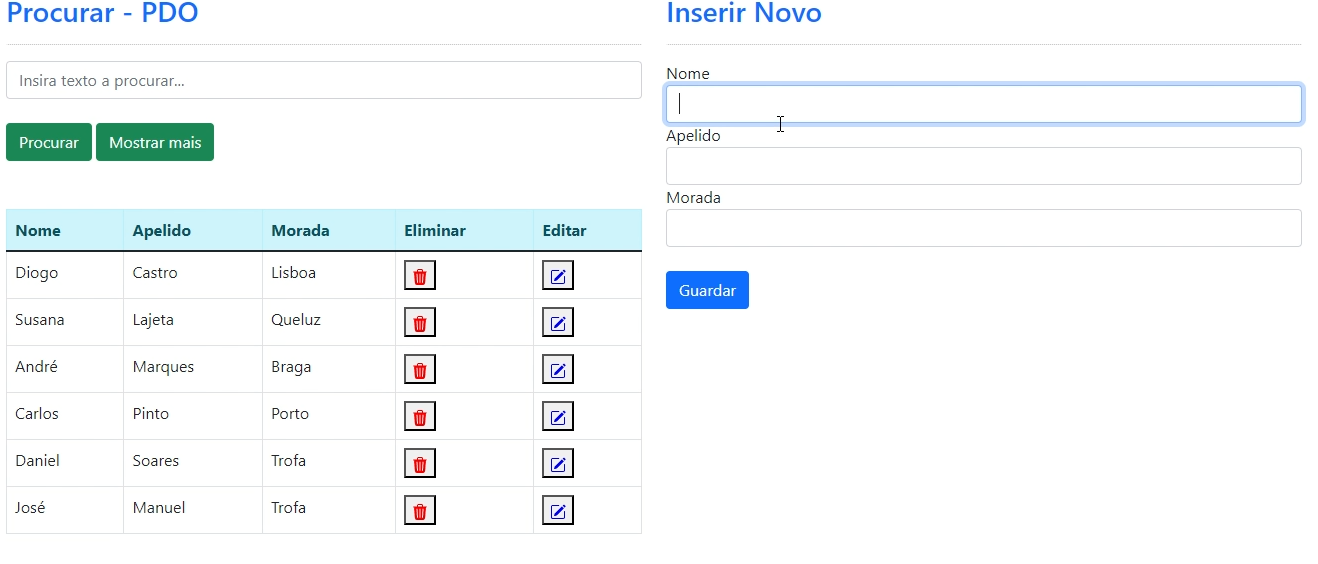 Procurar - PDO
Insira texto a procurar...
Procurar Mostrar mais
Nome Apelido Morada Eliminar Editar
Diogo Castro Lisboa
Susana Lajeta Queluz
André Marques Braga
Carlos Pinto Porto
Daniel Soares Trofa
José Manuel Trofa
Inserir Novo
Nome
Apelido
Morada
Guardar